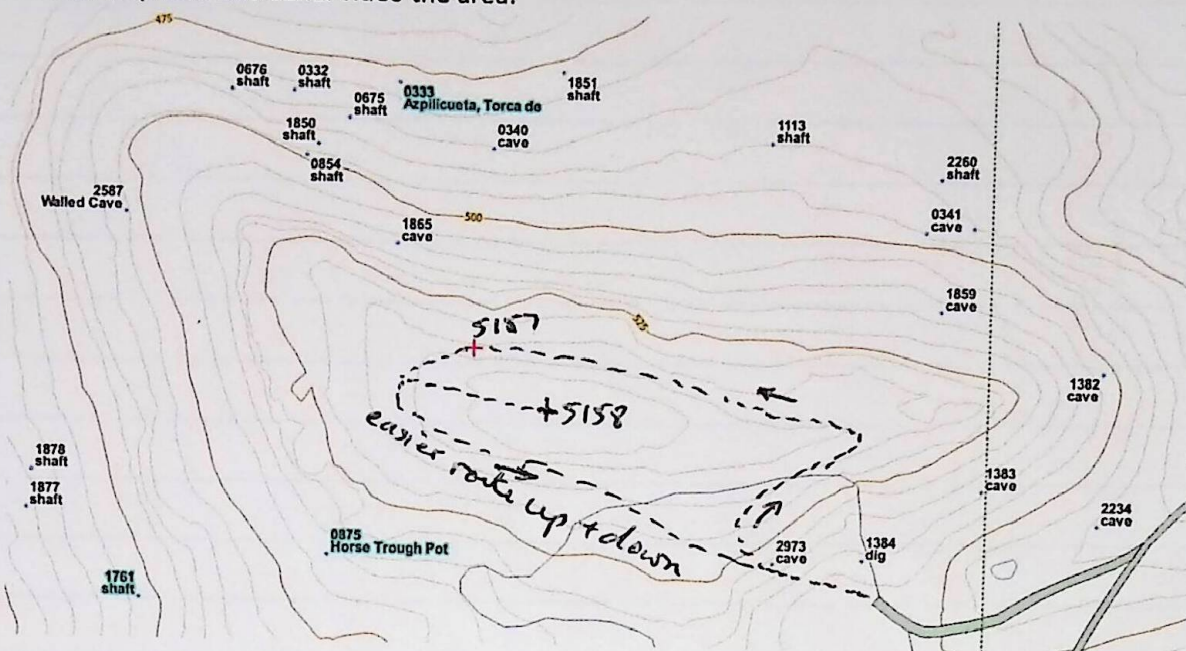 the area.
475
0676
shaft
0332
shaft
0333
Azpilicueta, Torca de
1851
shaft
0675
shaft
1850
shaft
0340
cave
1113
shaft
0854
shaft
2260
shaft
2587
Walled Cave
500
1865
cave
0341
cave
1859
cave
5157
525
1382
cave
5158
easier route up + down
1878
shaft
1877
shaft
1383
cave
2234
cave
0875
Horse Trough Pot
2973
cave
1384
dig
1761
shaft